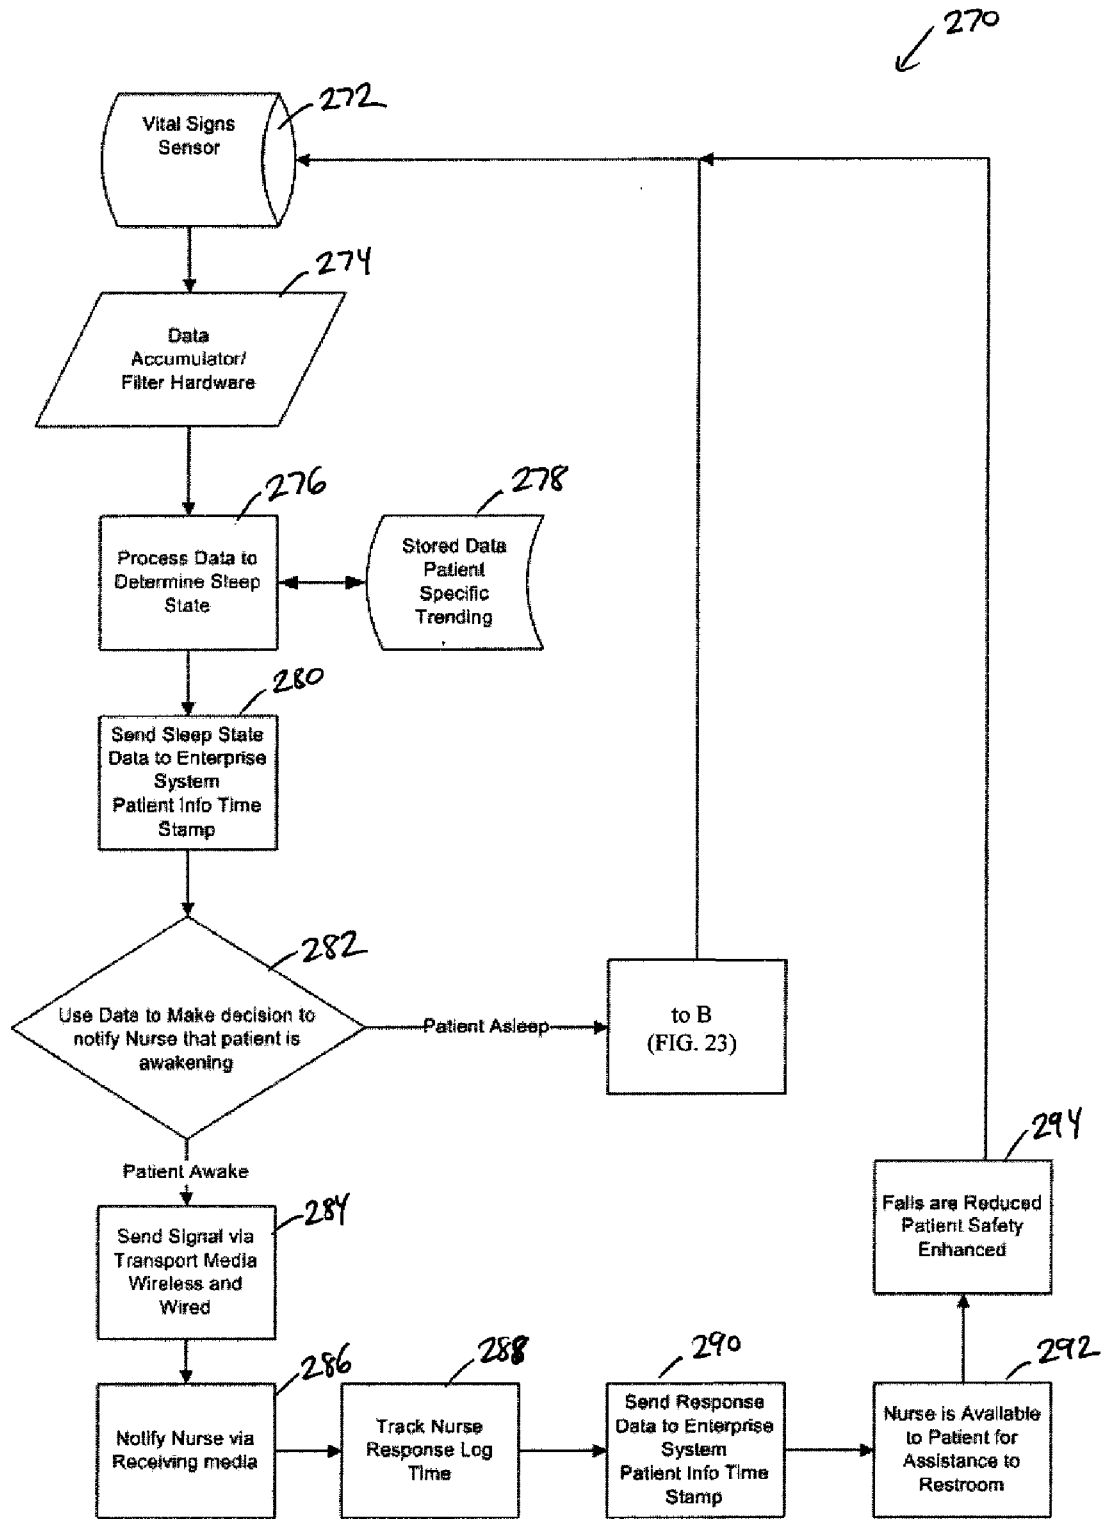 270
272
Vital Signs
Sensor
274
Data
Accumulator/
Filter Hardware
276
Process Data to
Determine Sleep
State
278
Stored Data
Patient
Specific
Trending
280
Send Sleep State
Data to Enterprise
System
Patient Info Time
Stamp
282
Use Data to Make decision to
notify Nurse that patient is
awakening
Patient Asleep
to B
(FIG. 23)
Patient Awake
284
Send Signal via
Transport Media
Wireless and
Wired
286
Notify Nurse via
Receiving media
288
Track Nurse
Response Log
Time
290
Send Response
Data to Enterprise
System
Patient Info Time
Stamp
292
Nurse is Available
to Patient for
Assistance to
Restroom
294
Falls are Reduced
Patient Safety
Enhanced